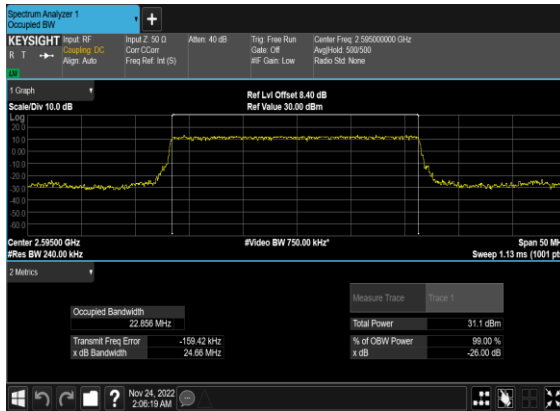 Spectrum Analyzer 1
Occupied BW
KEYSIGHT
R T
LXI
Input: RF
Coupling: DC
Align: Auto
Input Z: 50 Ω
Corr CCorr
Freq Ref: Int (S)
Atten: 40 dB
Trig: Free Run
Gate: Off
#IF Gain: Low
Center Freq: 2.595000000 GHz
Avg|Hold: 500/500
Radio Std: None
1 Graph
Scale/Div 10.0 dB
Ref Lvl Offset 8.40 dB
Ref Value 30.00 dBm
Log
20.0
10.0
0.00
-10.0
-20.0
-30.0
-40.0
-50.0
-60.0
Center 2.59500 GHz
#Res BW 240.00 kHz
#Video BW 750.00 kHz*
Span 50 MH
Sweep 1.13 ms (1001 pt
2 Metrics
Measure Trace Trace 1
Occupied Bandwidth
22.856 MHz
Total Power 31.1 dBm
Transmit Freq Error -159.42 kHz
% of OBW Power 99.00 %
x dB Bandwidth 24.66 MHz
x dB -26.00 dB
?
Nov 24, 2022
2:06:19 AM